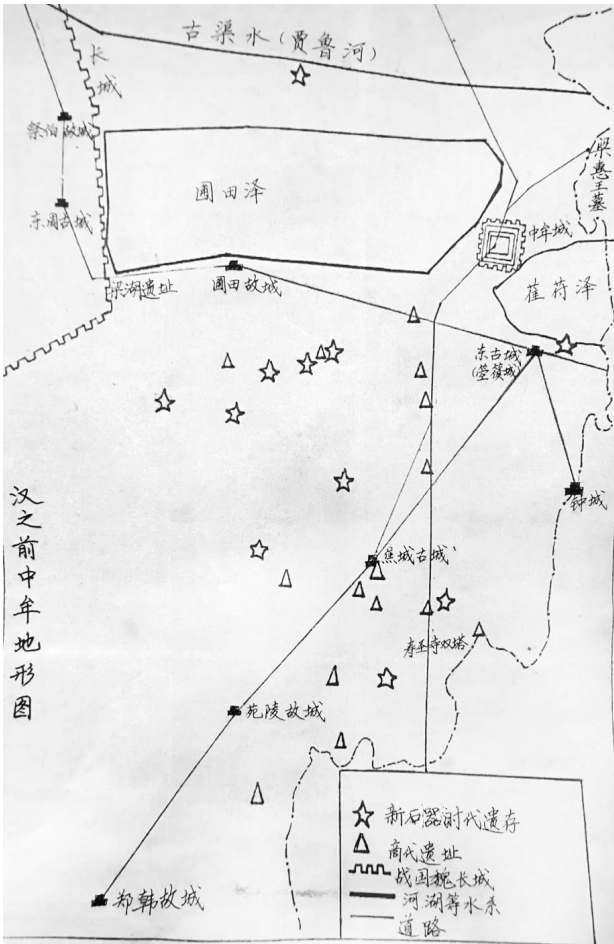 古渠水(贾鲁河)
长城
祭伯故城
圃田泽
梁惠王墓
中牟城
东周古城
萑苻泽
梁湖遗址
圃田故城
东古城
(箜篌城)
钟城
焦城古城
寿圣寺双塔
苑陵故城
郑韩故城
汉之前中牟地形图
新石器时代遗存
商代遗址
战国魏长城
河湖等水系
道路